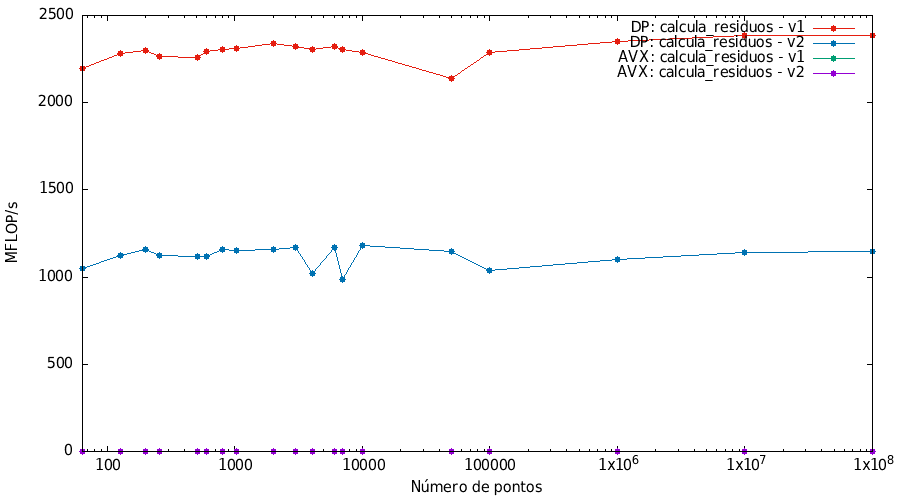 2500
2000
1500
1000
500
0
MFLOP/s
DP: calcula_residuos - v1
DP: calcula_residuos - v2
AVX: calcula_residuos - v1
AVX: calcula_residuos - v2
100 1000 10000 100000 1x10^6 1x10^7 1x10^8
Número de pontos